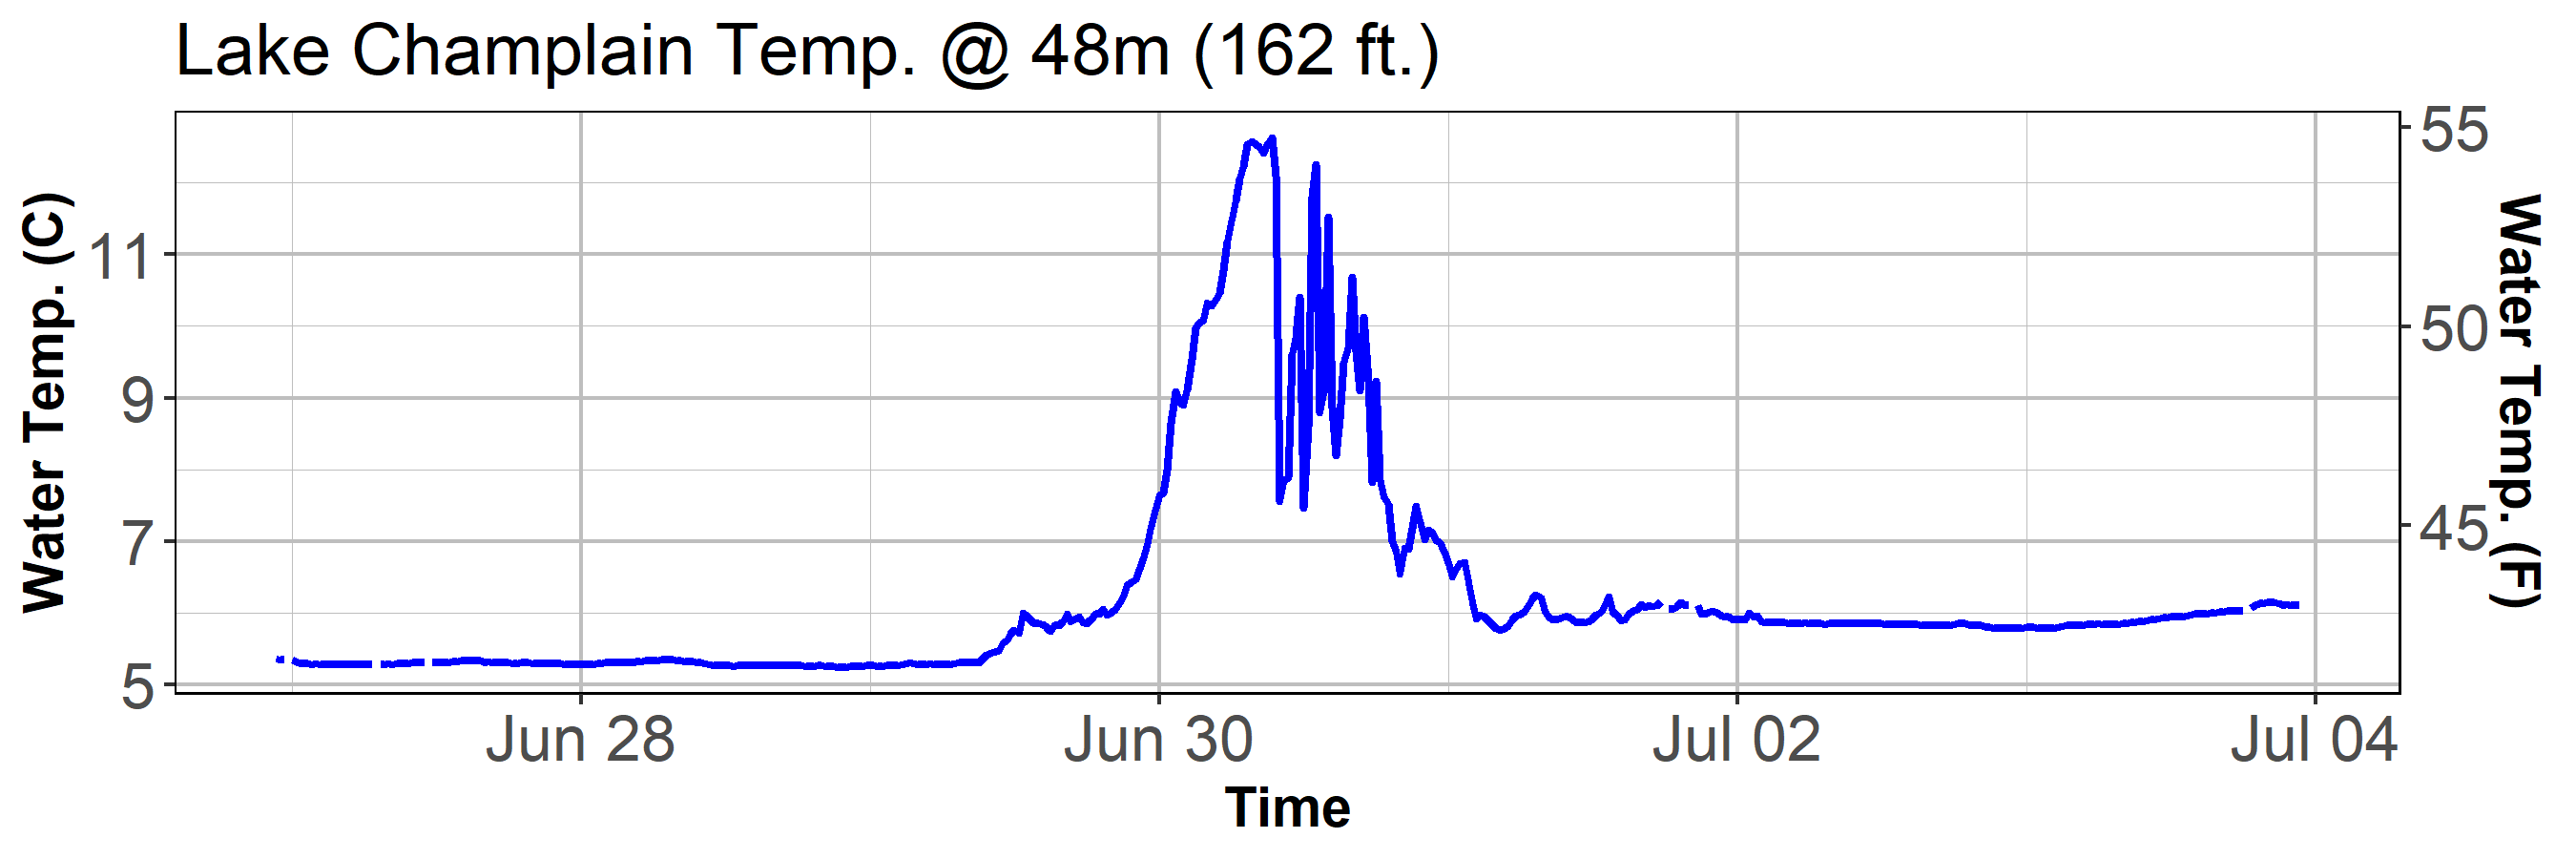 Lake Champlain Temp. @ 48m (162 ft.)
Water Temp. (C)
11
9
7
5
55
50
45
Water Temp. (F)
Jun 28
Jun 30
Jul 02
Jul 04
Time